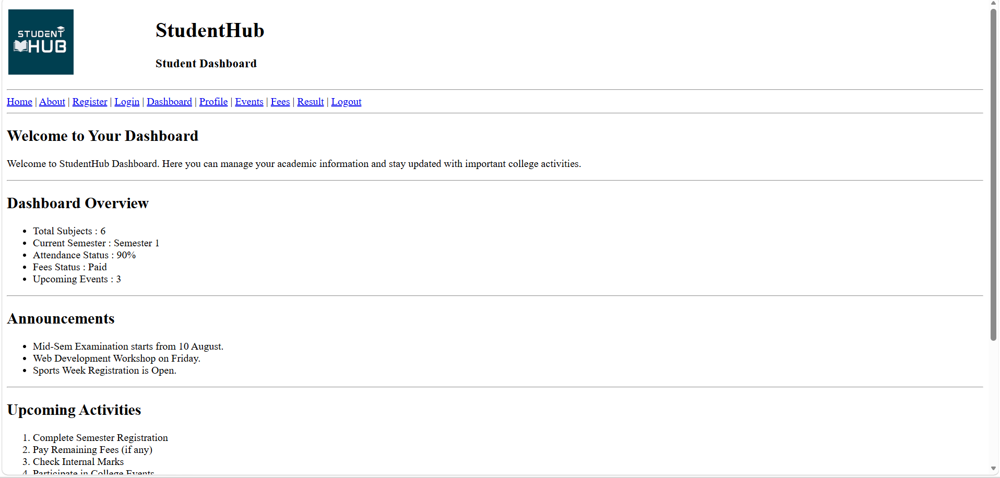 STUDENT
HUB
StudentHub
Student Dashboard
Home | About | Register | Login | Dashboard | Profile | Events | Fees | Result | Logout
Welcome to Your Dashboard
Welcome to StudentHub Dashboard. Here you can manage your academic information and stay updated with important college activities.
Dashboard Overview
• Total Subjects : 6
• Current Semester : Semester 1
• Attendance Status : 90%
• Fees Status : Paid
• Upcoming Events : 3
Announcements
• Mid-Sem Examination starts from 10 August.
• Web Development Workshop on Friday.
• Sports Week Registration is Open.
Upcoming Activities
1. Complete Semester Registration
2. Pay Remaining Fees (if any)
3. Check Internal Marks
4. Participate in College Events